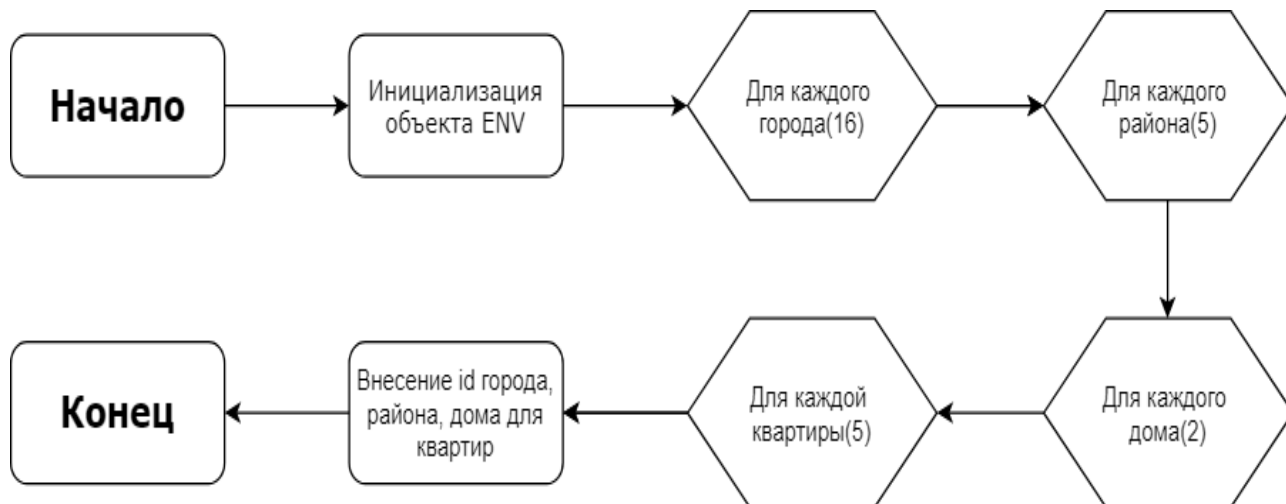 Начало
Инициализация
объекта ENV
Для каждого
города(16)
Для каждого
района(5)
Для каждого
дома(2)
Для каждой
квартиры(5)
Внесение id города,
района, дома для
квартир
Конец